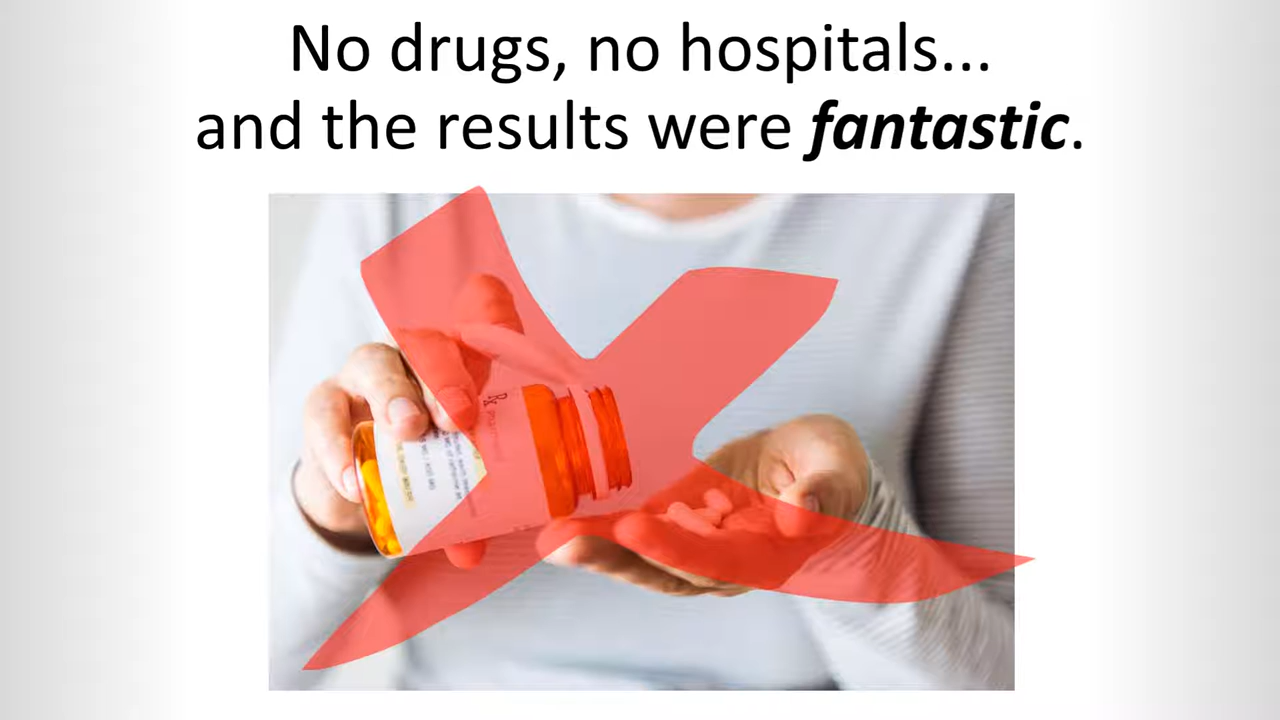 No drugs, no hospitals...
and the results were fantastic.